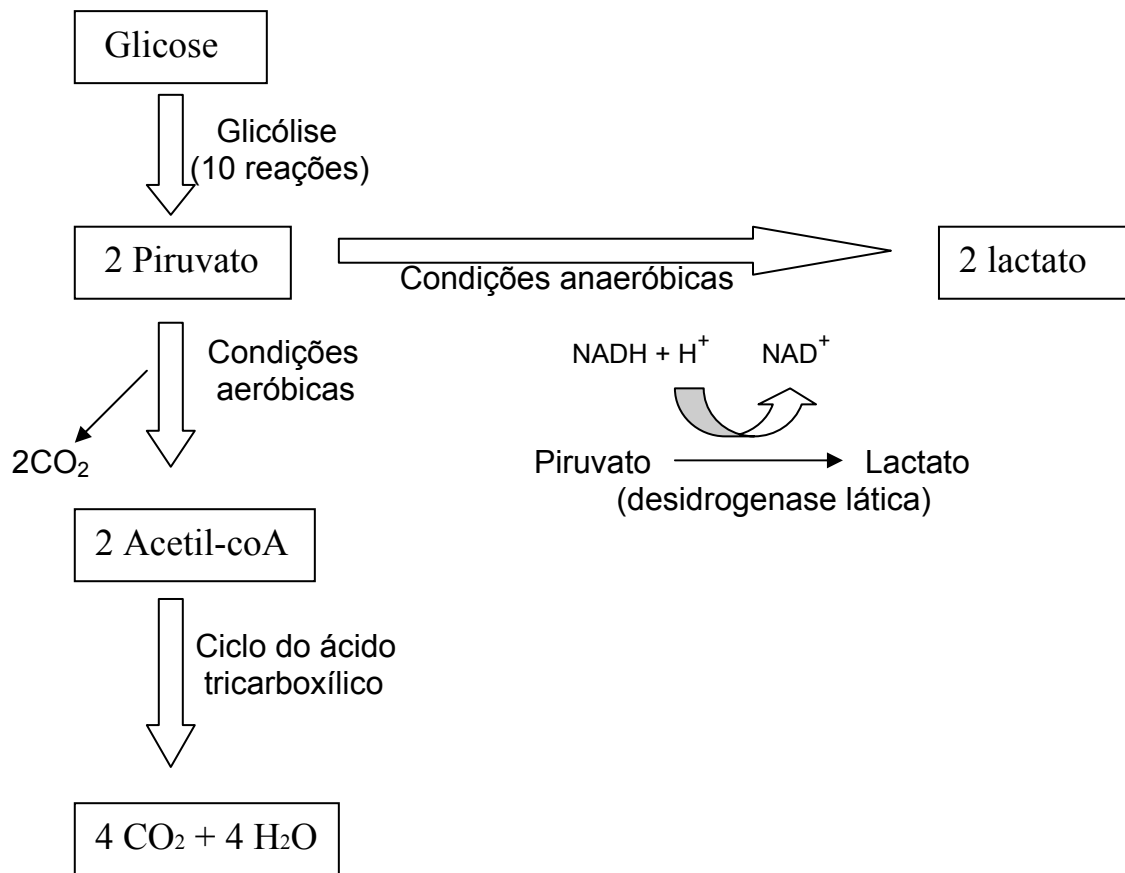 Glicose
Glicólise
(10 reações)
2 Piruvato
Condições anaeróbicas
2 lactato
Condições
aeróbicas
2CO₂
NADH + H⁺ NAD⁺
Piruvato Lactato
(desidrogenase lática)
2 Acetil-coA
Ciclo do ácido
tricarboxílico
4 CO₂ + 4 H₂O